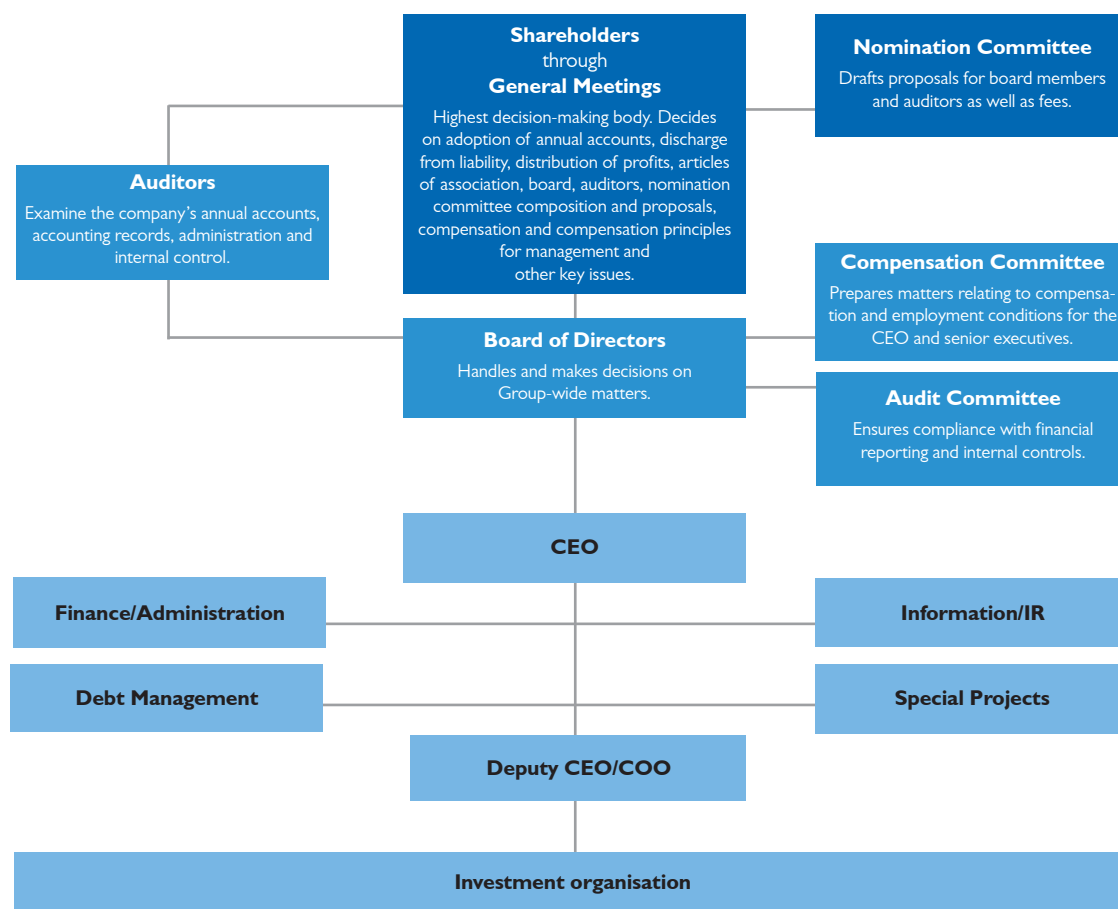 Shareholders
through
General Meetings
Highest decision-making body. Decides
on adoption of annual accounts, discharge
from liability, distribution of profits, articles
of association, board, auditors, nomination
committee composition and proposals,
compensation and compensation principles
for management and
other key issues.
Nomination Committee
Drafts proposals for board members
and auditors as well as fees.
Auditors
Examine the company’s annual accounts,
accounting records, administration and
internal control.
Compensation Committee
Prepares matters relating to compensa-
tion and employment conditions for the
CEO and senior executives.
Board of Directors
Handles and makes decisions on
Group-wide matters.
Audit Committee
Ensures compliance with financial
reporting and internal controls.
CEO
Finance/Administration
Information/IR
Debt Management
Special Projects
Deputy CEO/COO
Investment organisation